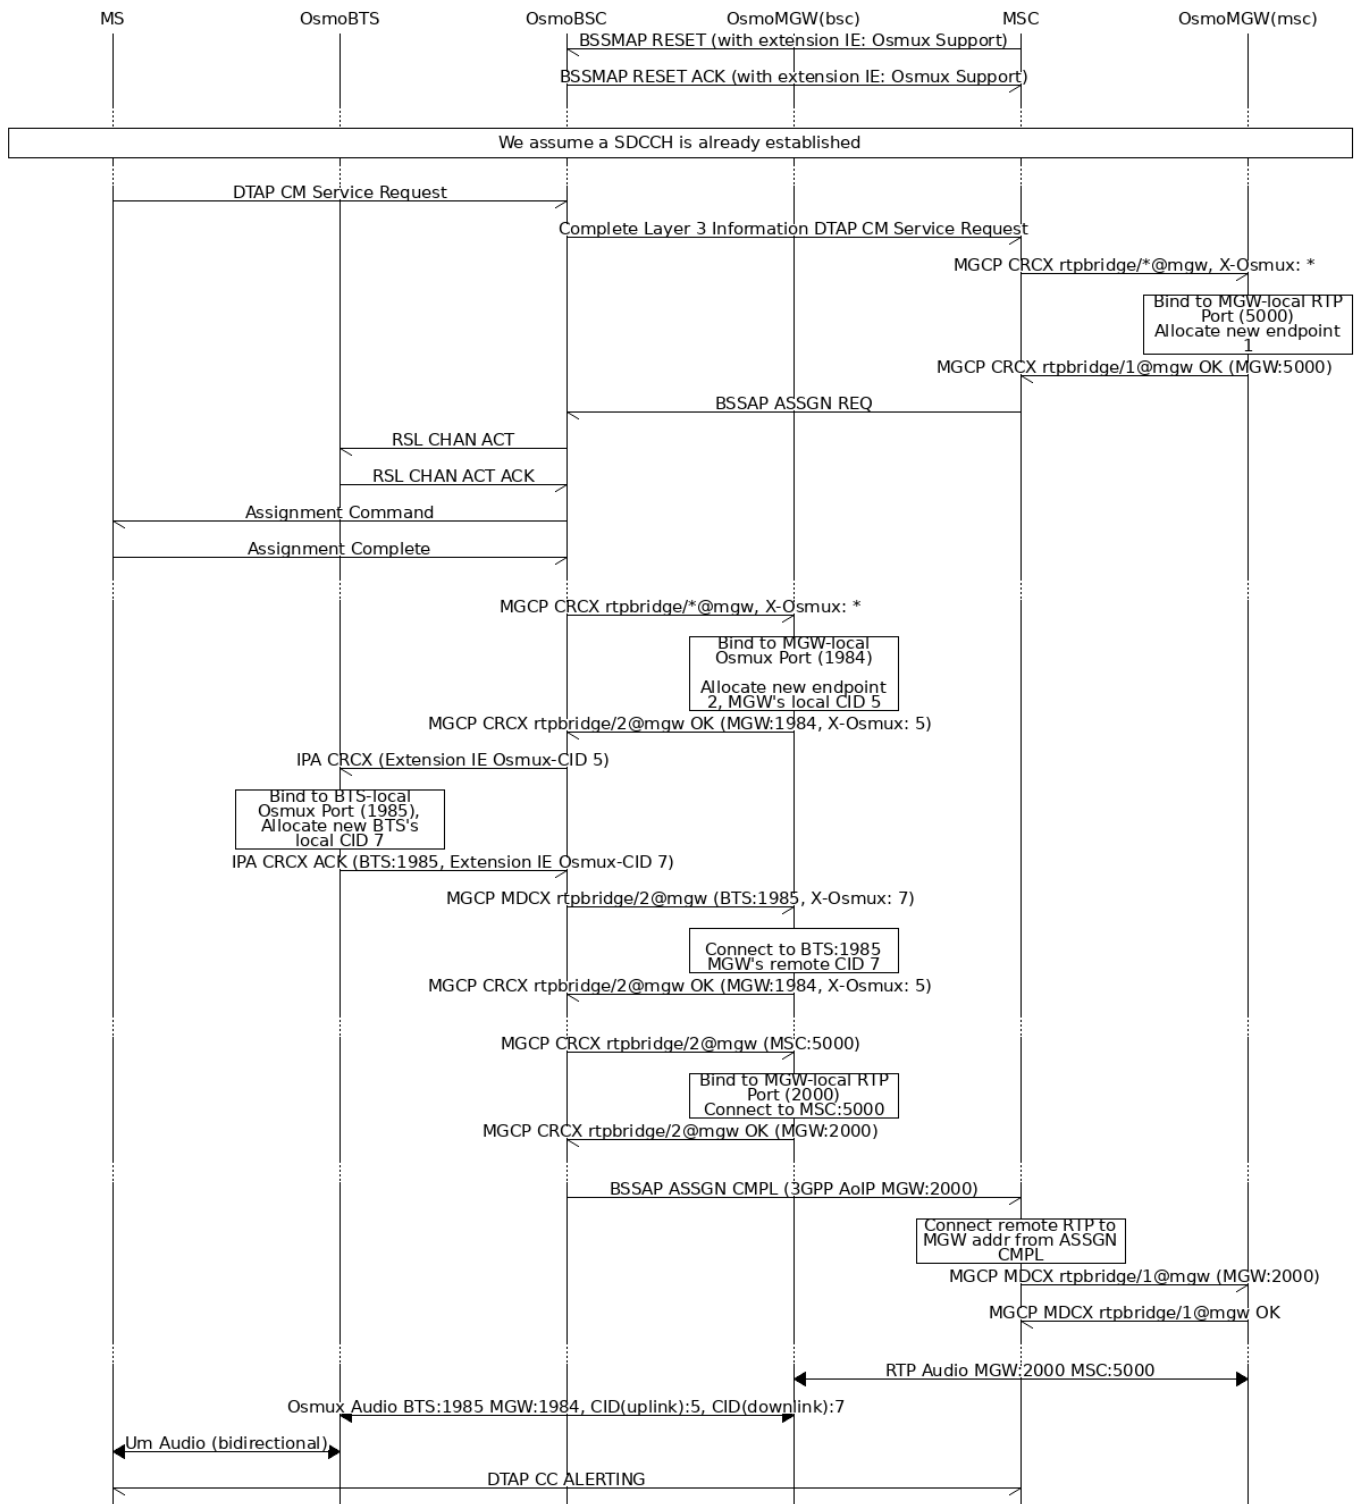 MS OsmoBTS OsmoBSC OsmoMGW(bsc) MSC OsmoMGW(msc)
BSSMAP RESET (with extension IE: Osmux Support)
BSSMAP RESET ACK (with extension IE: Osmux Support)
We assume a SDCCH is already established
DTAP CM Service Request
Complete Layer 3 Information DTAP CM Service Request
MGCP CRCX rtpbridge/*@mgw, X-Osmux: *
Bind to MGW-local RTP
Port (5000)
Allocate new endpoint
1
MGCP CRCX rtpbridge/1@mgw OK (MGW:5000)
BSSAP ASSGN REQ
RSL CHAN ACT
RSL CHAN ACT ACK
Assignment Command
Assignment Complete
MGCP CRCX rtpbridge/*@mgw, X-Osmux: *
Bind to MGW-local
Osmux Port (1984)
Allocate new endpoint
2, MGW's local CID 5
MGCP CRCX rtpbridge/2@mgw OK (MGW:1984, X-Osmux: 5)
IPA CRCX (Extension IE Osmux-CID 5)
Bind to BTS-local
Osmux Port (1985),
Allocate new BTS's
local CID 7
IPA CRCX ACK (BTS:1985, Extension IE Osmux-CID 7)
MGCP MDCX rtpbridge/2@mgw (BTS:1985, X-Osmux: 7)
Connect to BTS:1985
MGW's remote CID 7
MGCP CRCX rtpbridge/2@mgw OK (MGW:1984, X-Osmux: 5)
MGCP CRCX rtpbridge/2@mgw (MSC:5000)
Bind to MGW-local RTP
Port (2000)
Connect to MSC:5000
MGCP CRCX rtpbridge/2@mgw OK (MGW:2000)
BSSAP ASSGN CMPL (3GPP AoIP MGW:2000)
Connect remote RTP to
MGW addr from ASSGN
CMPL
MGCP MDCX rtpbridge/1@mgw (MGW:2000)
MGCP MDCX rtpbridge/1@mgw OK
RTP Audio MGW:2000 MSC:5000
Osmux Audio BTS:1985 MGW:1984, CID(uplink):5, CID(downlink):7
Um Audio (bidirectional)
DTAP CC ALERTING